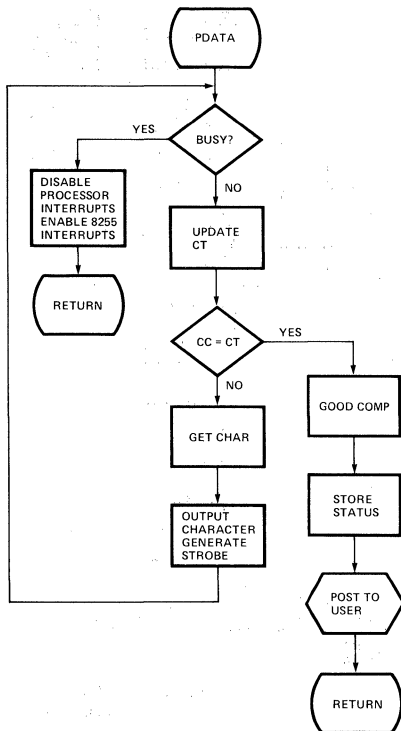 PDATA
YES
BUSY?
DISABLE
PROCESSOR
INTERRUPTS
ENABLE 8255
INTERRUPTS
NO
UPDATE
CT
RETURN
CC = CT
YES
NO
GOOD COMP
GET CHAR
STORE
STATUS
OUTPUT
CHARACTER
GENERATE
STROBE
POST TO
USER
RETURN